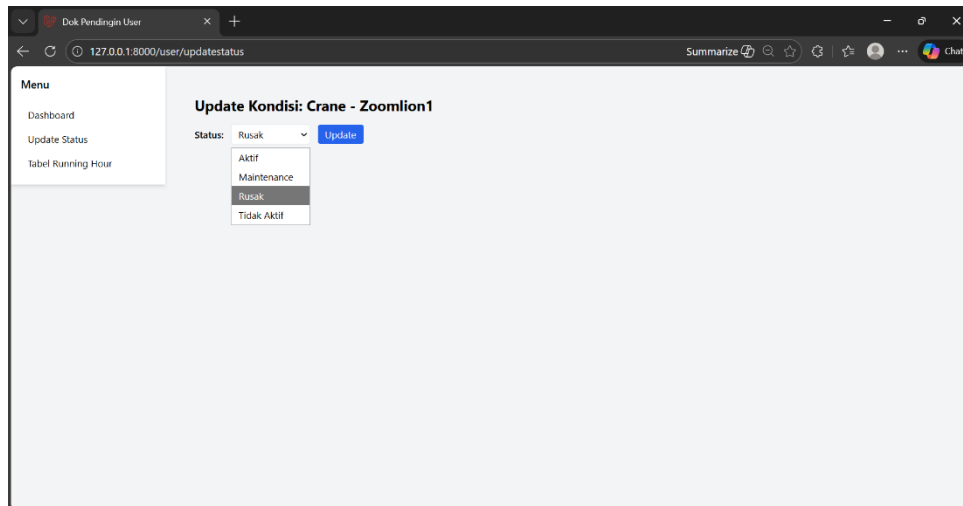 Dok Pendingin User
127.0.0.1:8000/user/updatestatus
Summarize
Chat
Menu
Dashboard
Update Status
Tabel Running Hour
Update Kondisi: Crane - Zoomlion1
Status: Rusak Update
Aktif
Maintenance
Rusak
Tidak Aktif